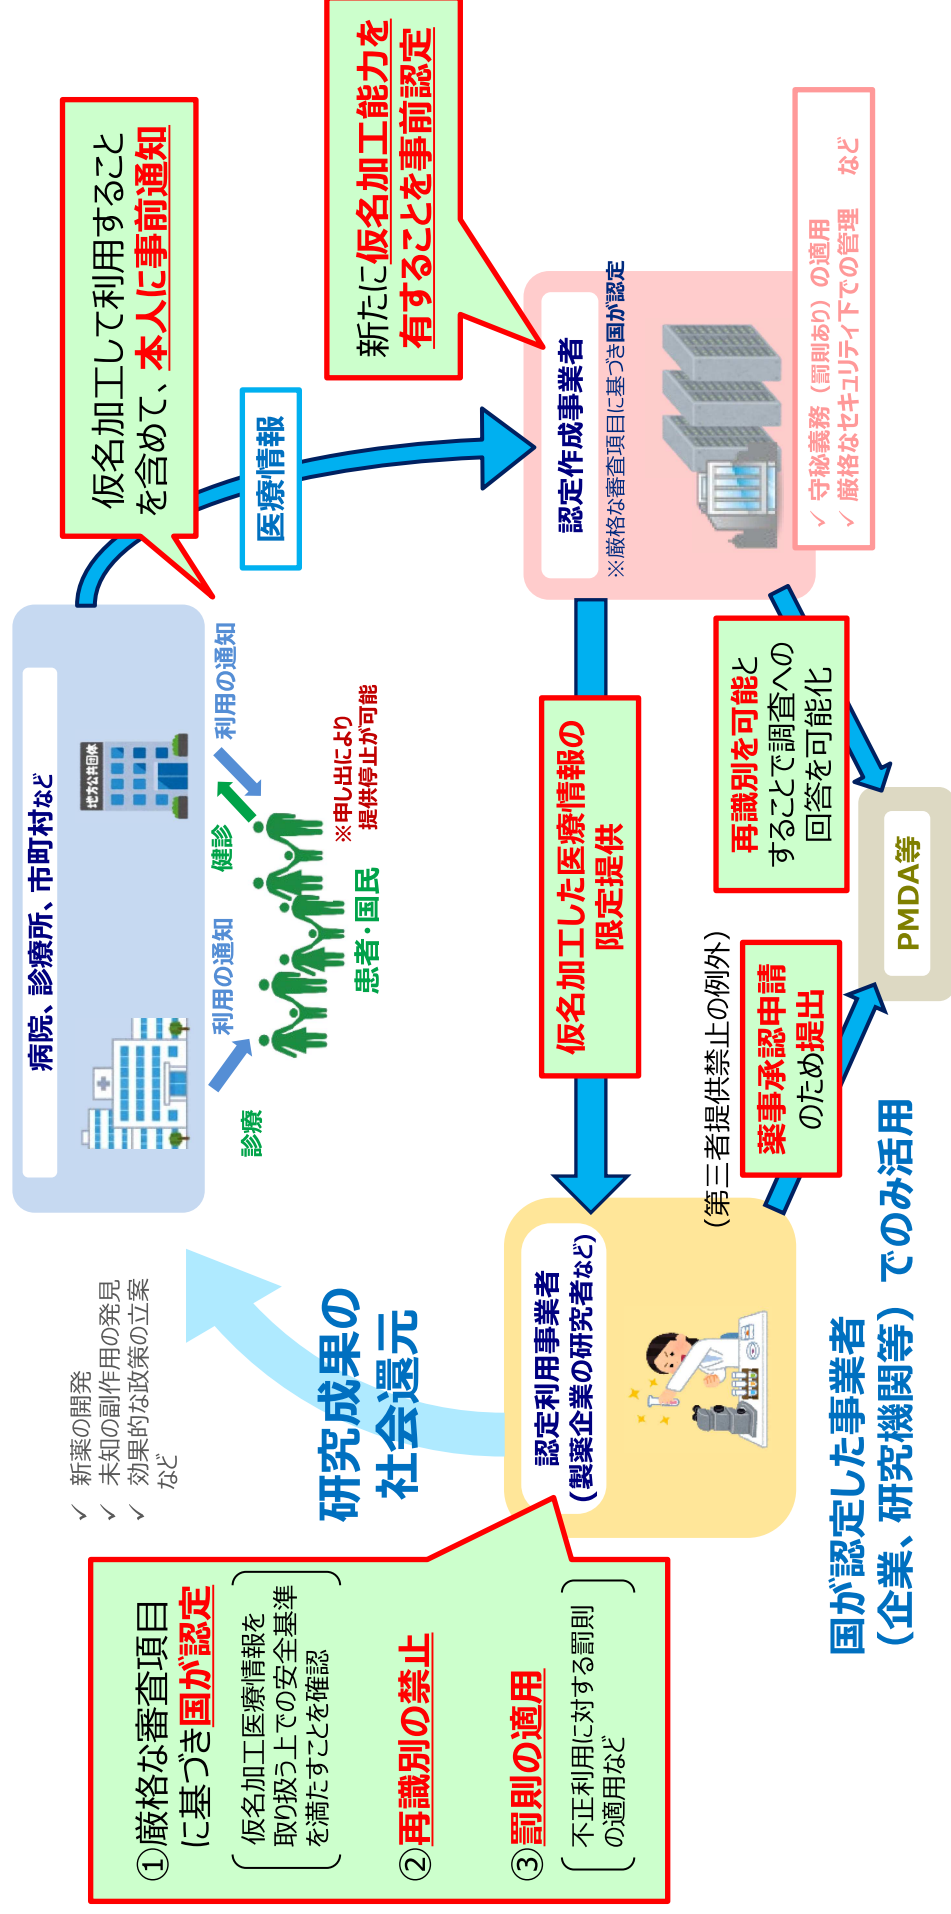 病院、診療所、市町村など
地方公共団体
仮名加工して利用すること
を含めて、本人に事前通知
新たに仮名加工能力を
有することを事前認定
医療情報
利用の通知
利用の通知
診療
健診
患者・国民
※申し出により
提供停止が可能
認定作成事業者
※厳格な審査項目に基づき国が認定
✓ 守秘義務（罰則あり）の適用
✓ 厳格なセキュリティ下での管理　など
仮名加工した医療情報の
限定提供
再識別を可能と
することで調査への
回答を可能化
PMDA等
（第三者提供禁止の例外）
薬事承認申請
のため提出
認定利用事業者
(製薬企業の研究者など)
国が認定した事業者
（企業、研究機関等）でのみ活用
研究成果の
社会還元
✓ 新薬の開発
✓ 未知の副作用の発見
✓ 効果的な政策の立案
など
①厳格な審査項目
に基づき国が認定
仮名加工医療情報を
取り扱う上での安全基準
を満たすことを確認
②再識別の禁止
③罰則の適用
不正利用に対する罰則
の適用など